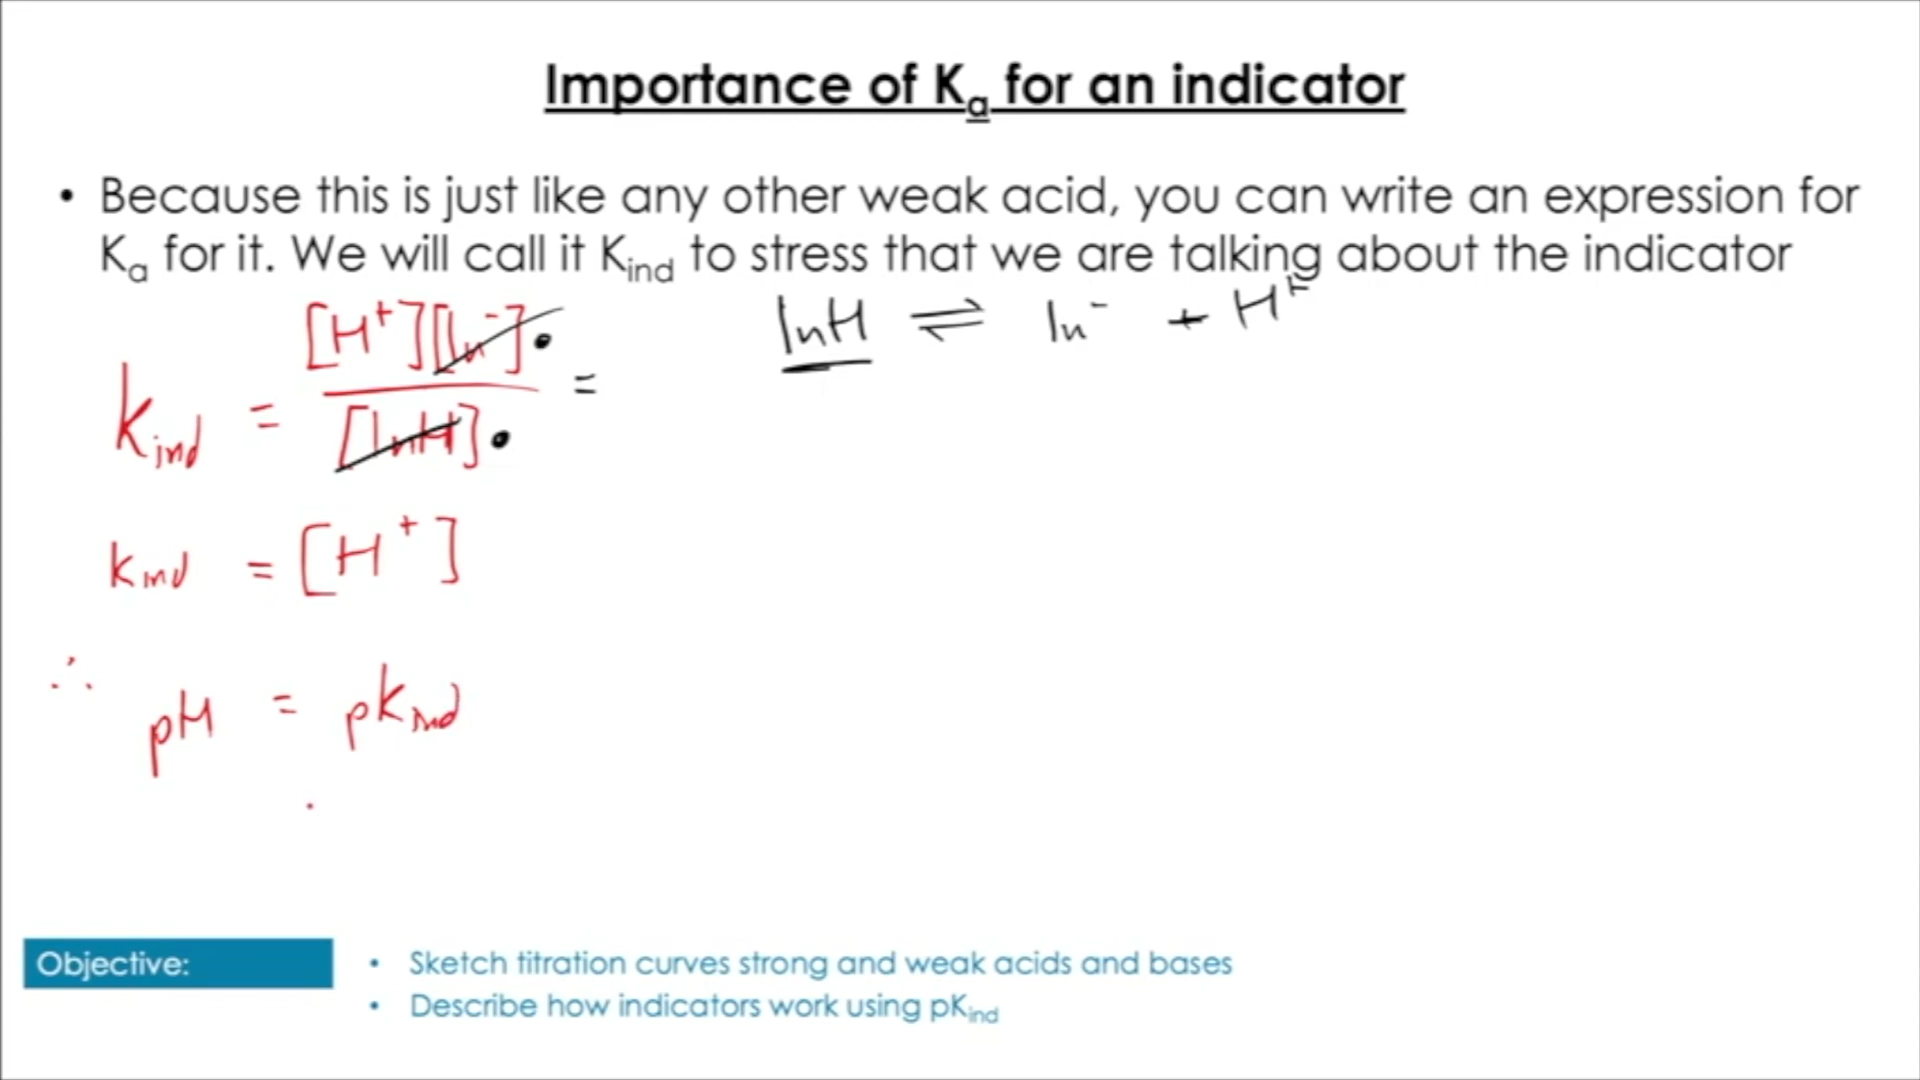 Importance of Kₐ for an indicator
• Because this is just like any other weak acid, you can write an expression for
Kₐ for it. We will call it Kind to stress that we are talking about the indicator
InH ⇌ In⁻ + H⁺
Kind = [H⁺][In⁻] / [InH] =
Kind = [H⁺]
∴ pH = pKind
Objective:
• Sketch titration curves strong and weak acids and bases
• Describe how indicators work using pKind